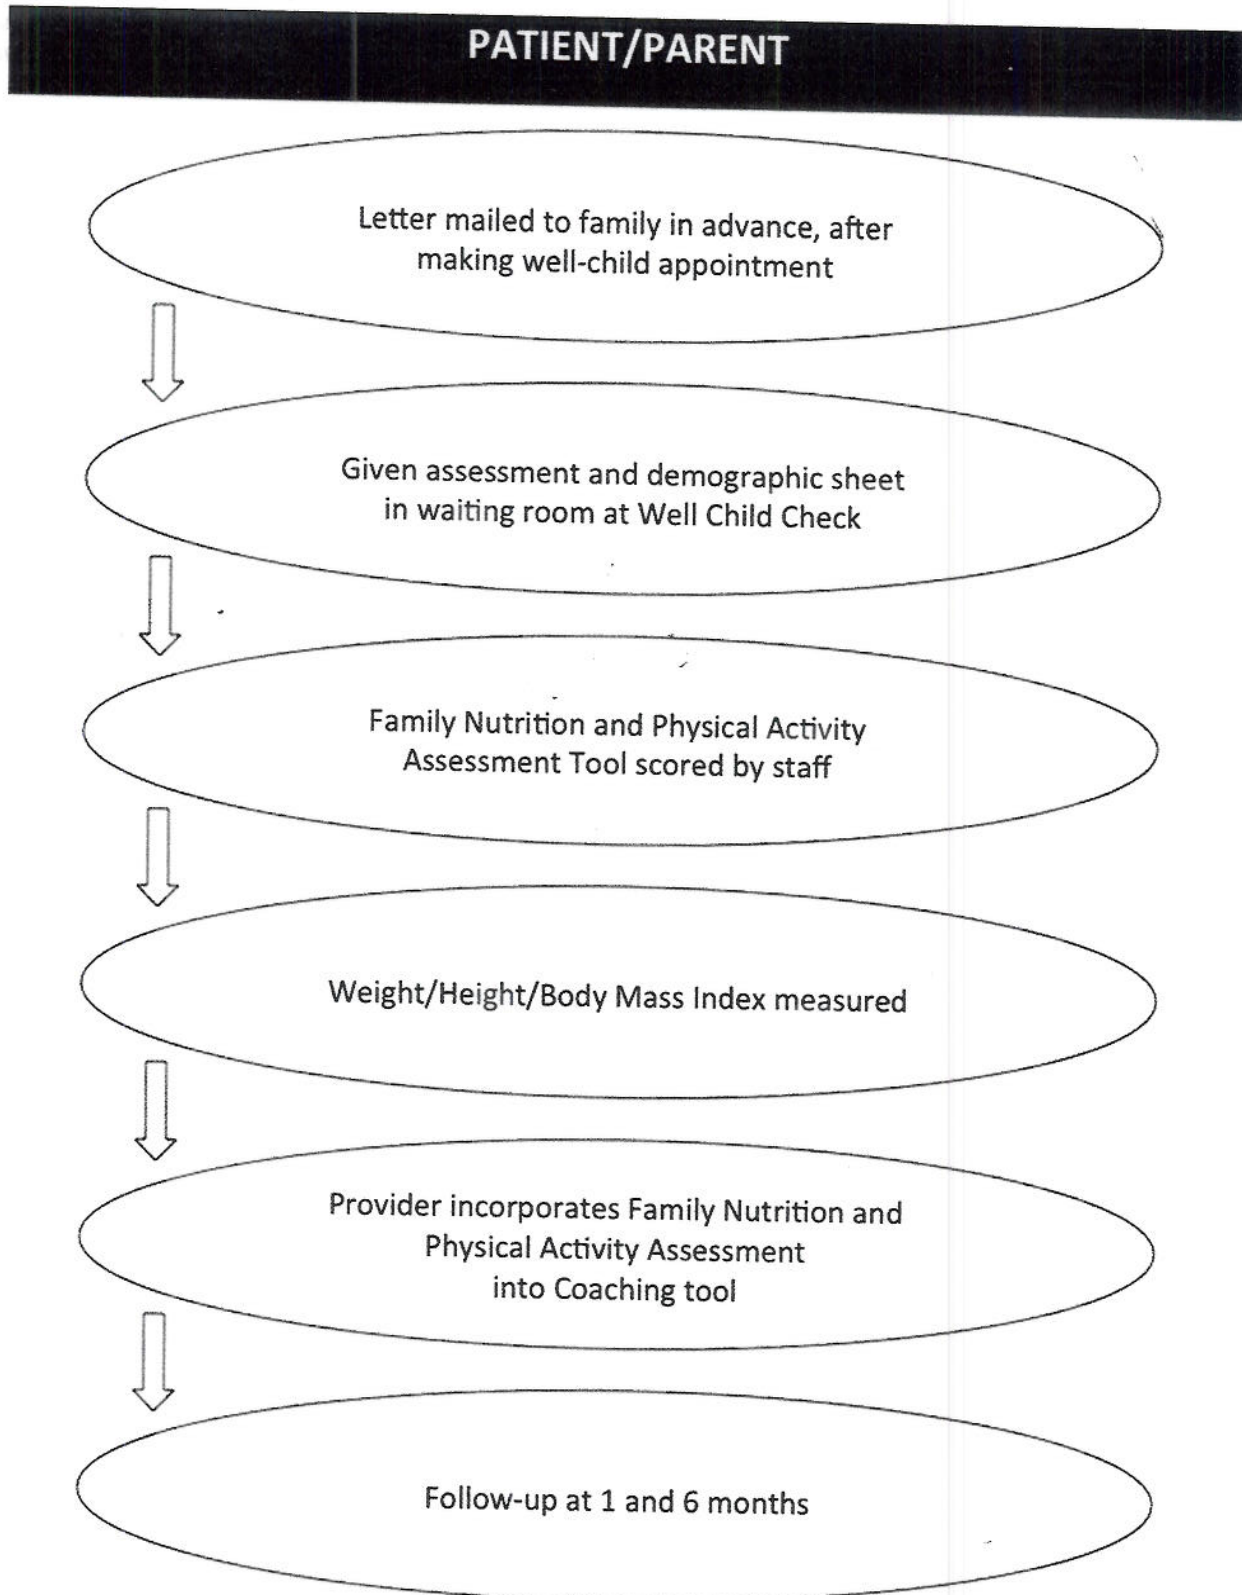 PATIENT/PARENT
Letter mailed to family in advance, after
making well-child appointment
Given assessment and demographic sheet
in waiting room at Well Child Check
Family Nutrition and Physical Activity
Assessment Tool scored by staff
Weight/Height/Body Mass Index measured
Provider incorporates Family Nutrition and
Physical Activity Assessment
into Coaching tool
Follow-up at 1 and 6 months